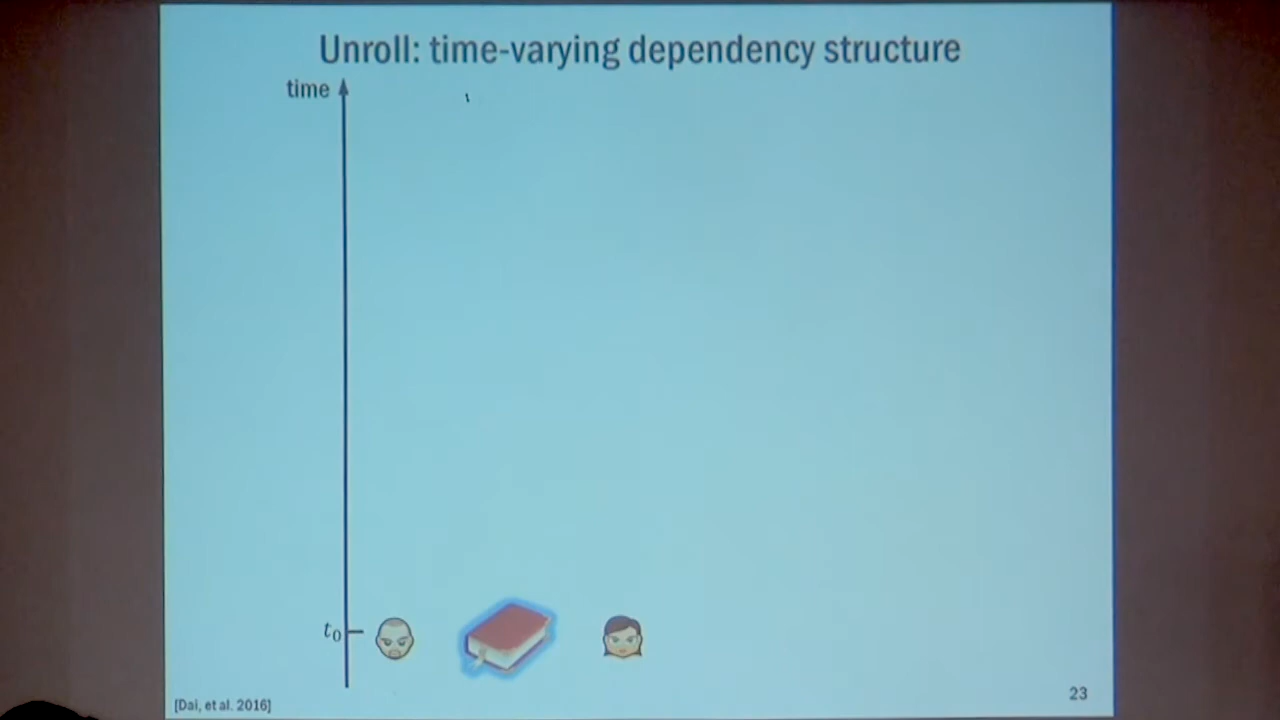 Unroll: time-varying dependency structure
time
t₀
[Dai, et al. 2016]
23